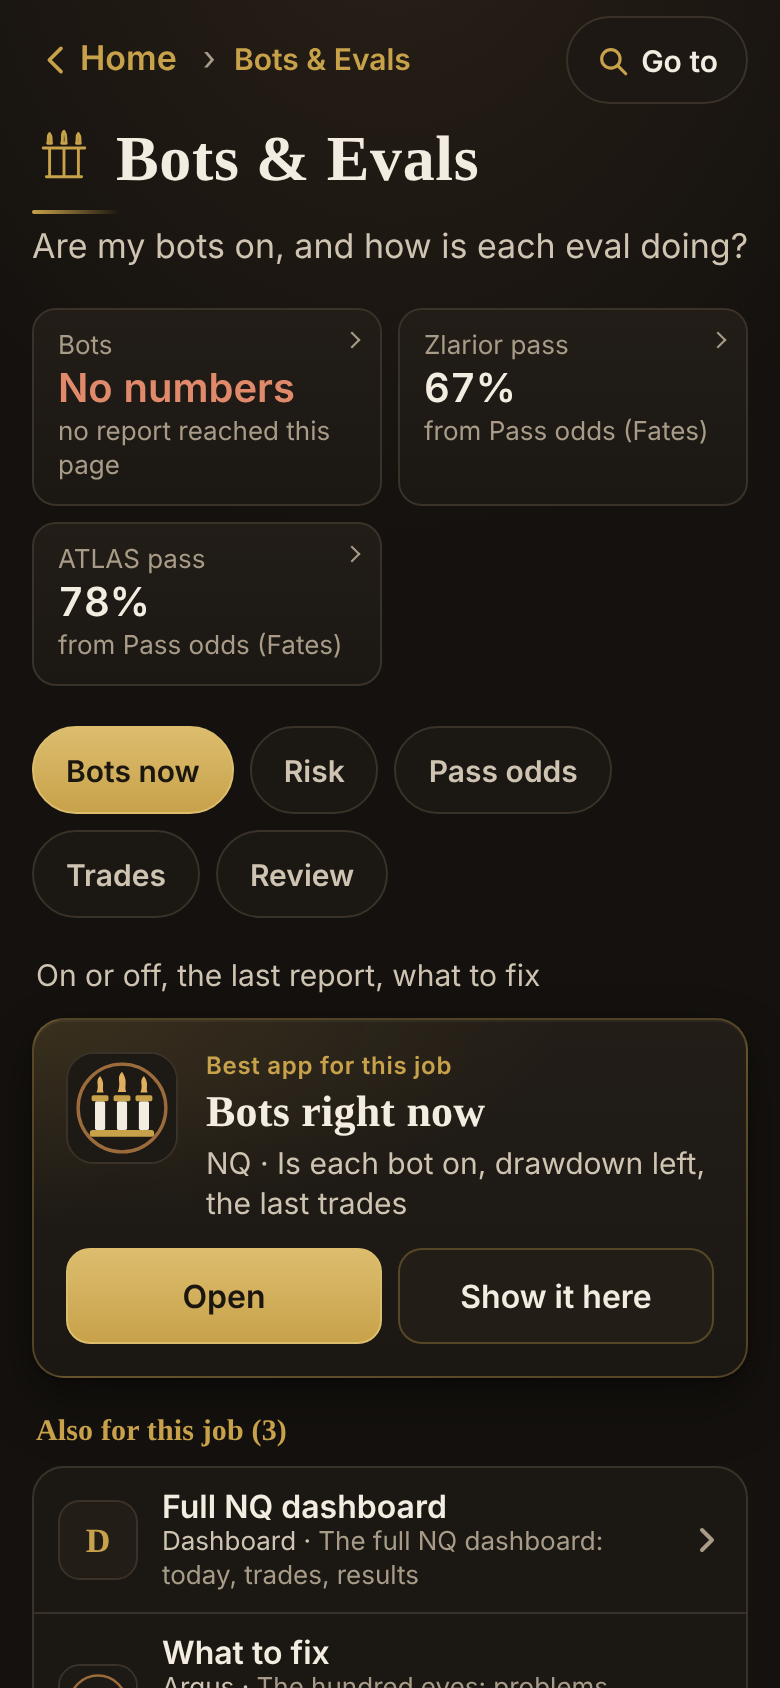 Home › Bots & Evals
Go to
Bots & Evals
Are my bots on, and how is each eval doing?
Bots
No numbers
no report reached this
page
Zlarior pass
67%
from Pass odds (Fates)
ATLAS pass
78%
from Pass odds (Fates)
Bots now
Risk
Pass odds
Trades
Review
On or off, the last report, what to fix
Best app for this job
Bots right now
NQ · Is each bot on, drawdown left,
the last trades
Open
Show it here
Also for this job (3)
D
Full NQ dashboard
Dashboard · The full NQ dashboard:
today, trades, results
What to fix
Argus · The hundred eyes: problems